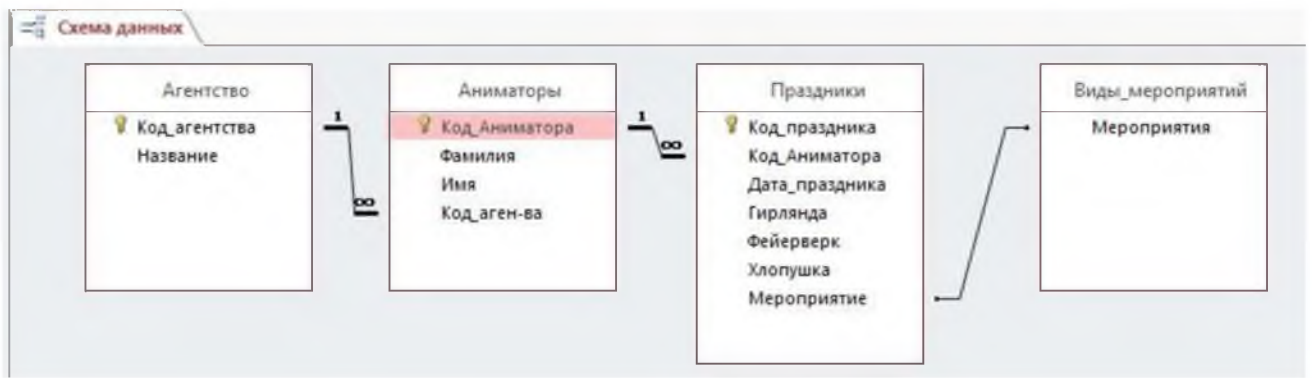 Схема данных
Агентство
Код_агентства
Название
1
∞
Аниматоры
Код_Аниматора
Фамилия
Имя
Код_аген-ва
1
∞
Праздники
Код_праздника
Код_Аниматора
Дата_праздника
Гирлянда
Фейерверк
Хлопушка
Мероприятие
Виды_мероприятий
Мероприятия